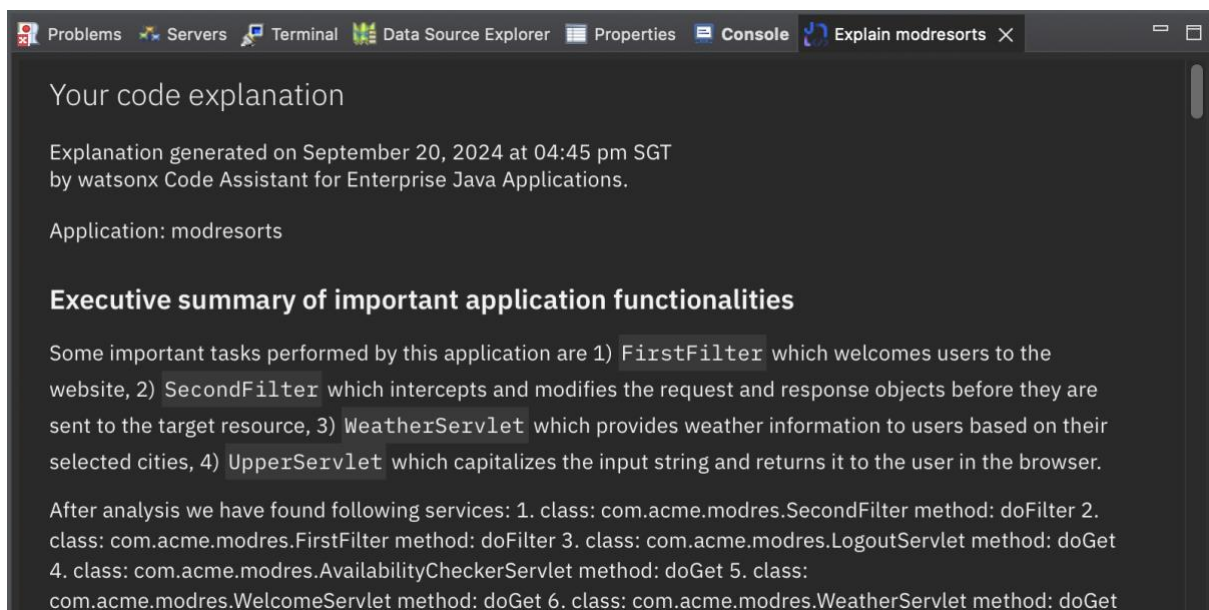 Problems Servers Terminal Data Source Explorer Properties Console Explain modresorts
Your code explanation
Explanation generated on September 20, 2024 at 04:45 pm SGT
by watsonx Code Assistant for Enterprise Java Applications.
Application: modresorts
Executive summary of important application functionalities
Some important tasks performed by this application are 1) FirstFilter which welcomes users to the
website, 2) SecondFilter which intercepts and modifies the request and response objects before they are
sent to the target resource, 3) WeatherServlet which provides weather information to users based on their
selected cities, 4) UpperServlet which capitalizes the input string and returns it to the user in the browser.
After analysis we have found following services: 1. class: com.acme.modres.SecondFilter method: doFilter 2.
class: com.acme.modres.FirstFilter method: doFilter 3. class: com.acme.modres.LogoutServlet method: doGet
4. class: com.acme.modres.AvailabilityCheckerServlet method: doGet 5. class:
com.acme.modres.WelcomeServlet method: doGet 6. class: com.acme.modres.WeatherServlet method: doGet